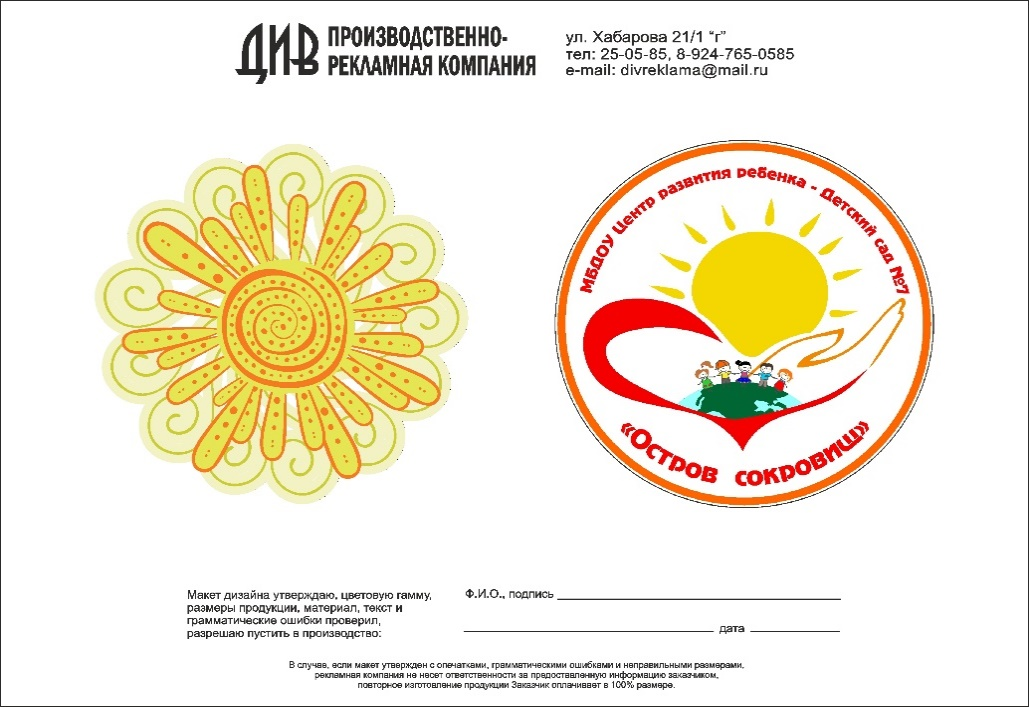 ДИВ ПРОИЗВОДСТВЕННО-
РЕКЛАМНАЯ КОМПАНИЯ
ул. Хабарова 21/1 “г”
тел: 25-05-85, 8-924-765-0585
e-mail: divreklama@mail.ru
МБДОУ Центр развития ребенка - Детский сад №7
«Остров сокровищ»
Макет дизайна утверждаю, цветовую гамму,
размеры продукции, материал, текст и
грамматические ошибки проверил,
разрешаю пустить в производство:
Ф.И.О., подпись
дата
В случае, если макет утвержден с опечатками, грамматическими ошибками и неправильными размерами,
рекламная компания не несет ответственности за предоставленную информацию заказчиком,
повторное изготовление продукции Заказчик оплачивает в 100% размере.